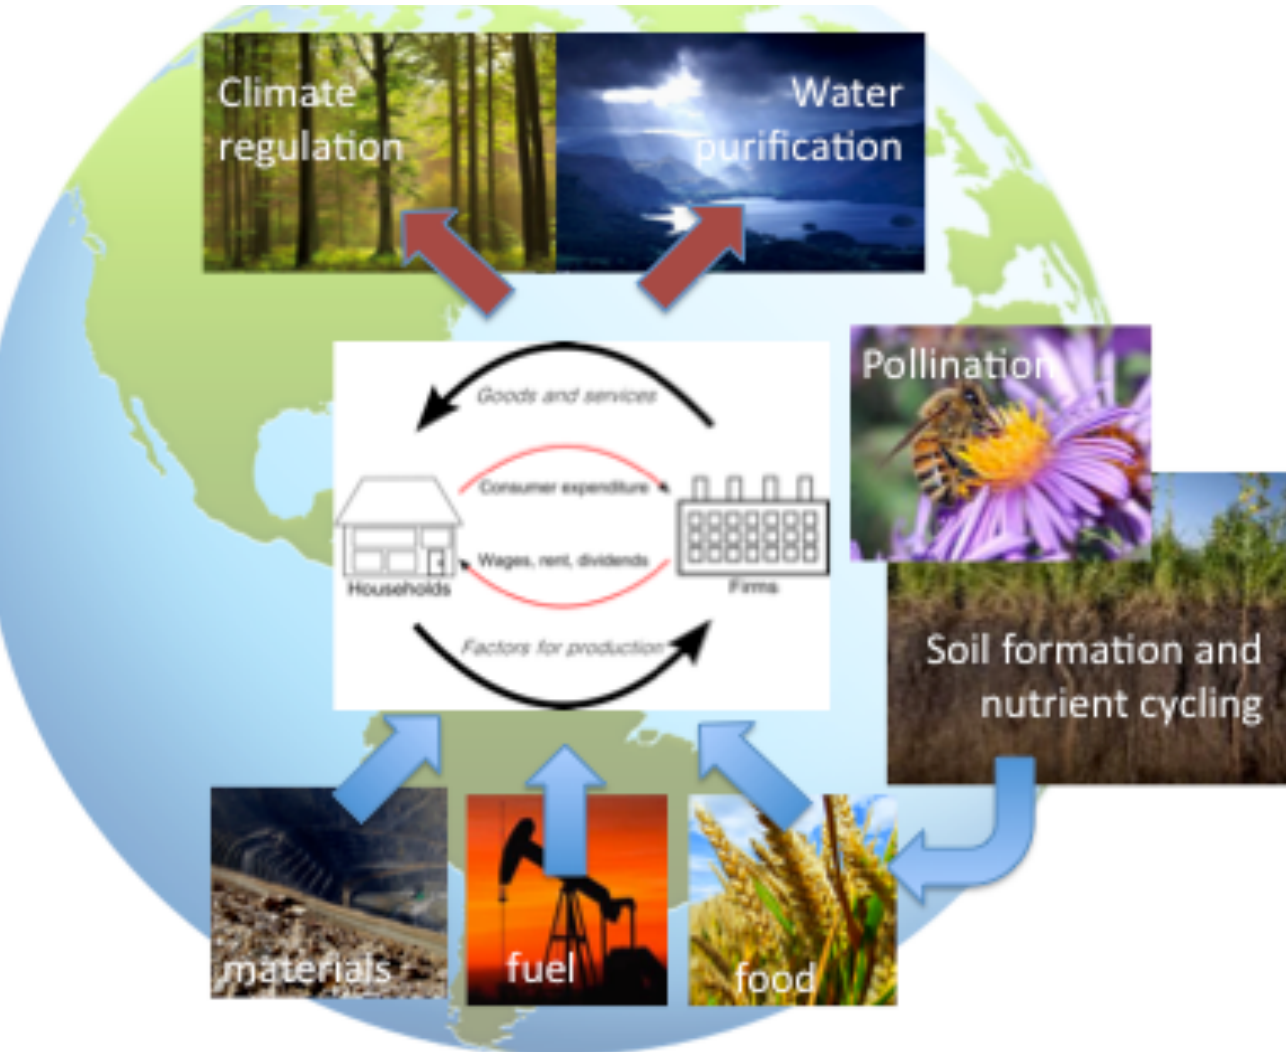 Climate
regulation
Water
purification
Pollination
Goods and services
Consumer expenditure
Wages, rent, dividends
Households
Firms
Factors for production
Soil formation and
nutrient cycling
materials
fuel
food